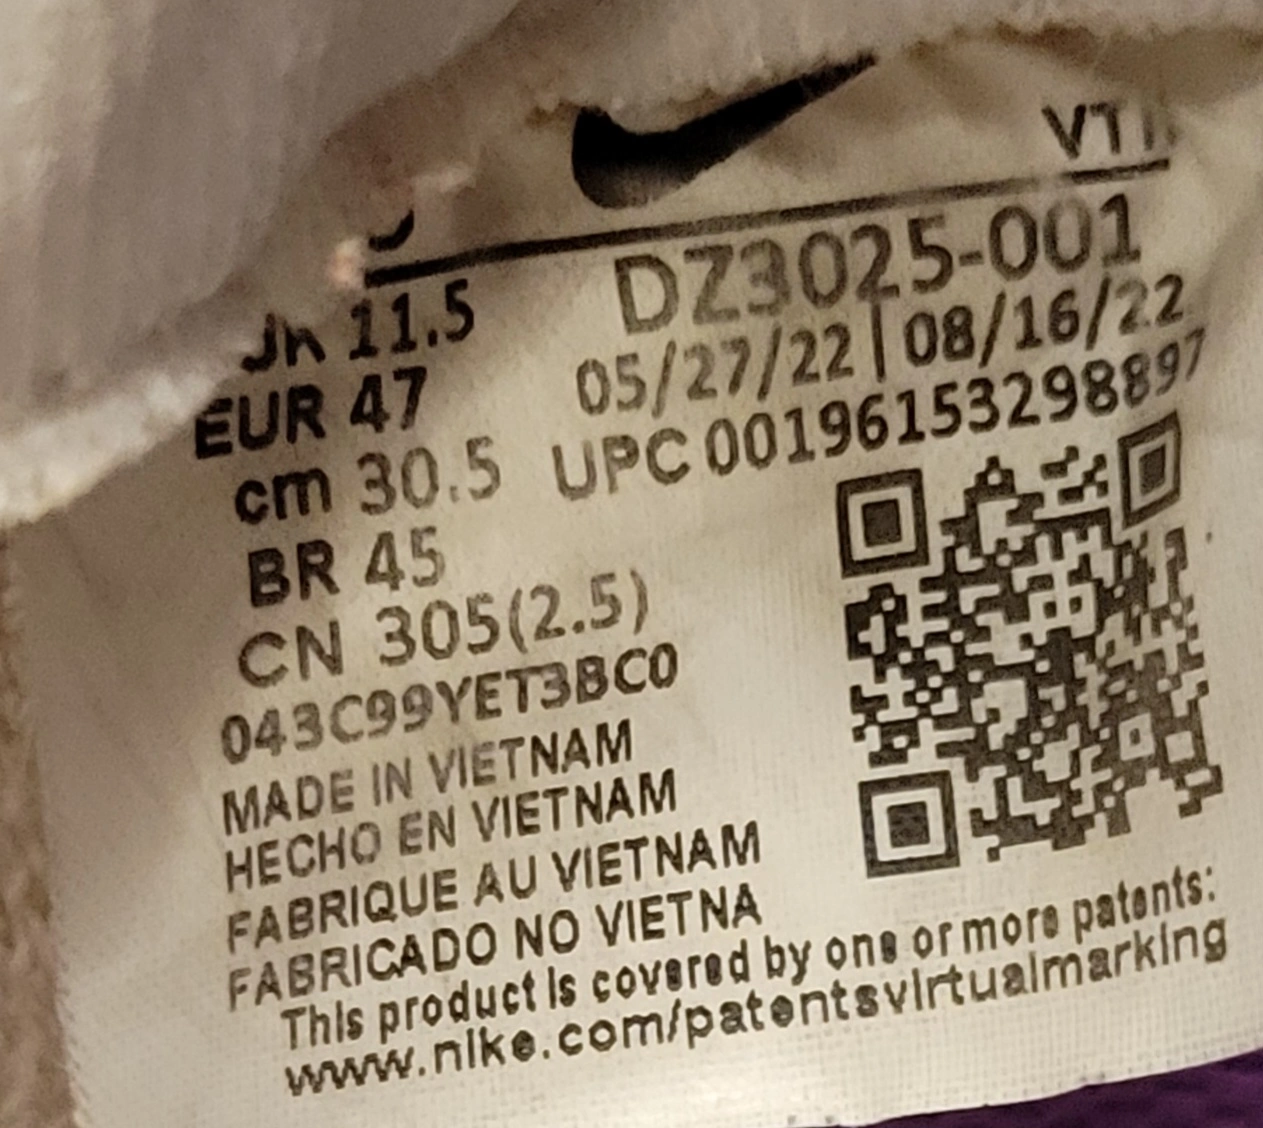 VT
DZ3025-001
11.5
05/27/22 | 08/16/22
EUR 47
UPC 00196153298897
cm 30.5
BR 45
CN 305(2.5)
043C99YET3BC0
MADE IN VIETNAM
HECHO EN VIETNAM
FABRIQUE AU VIETNAM
FABRICADO NO VIETNA
This product is covered by one or more patents:
www.nike.com/patentsvirtualmarking